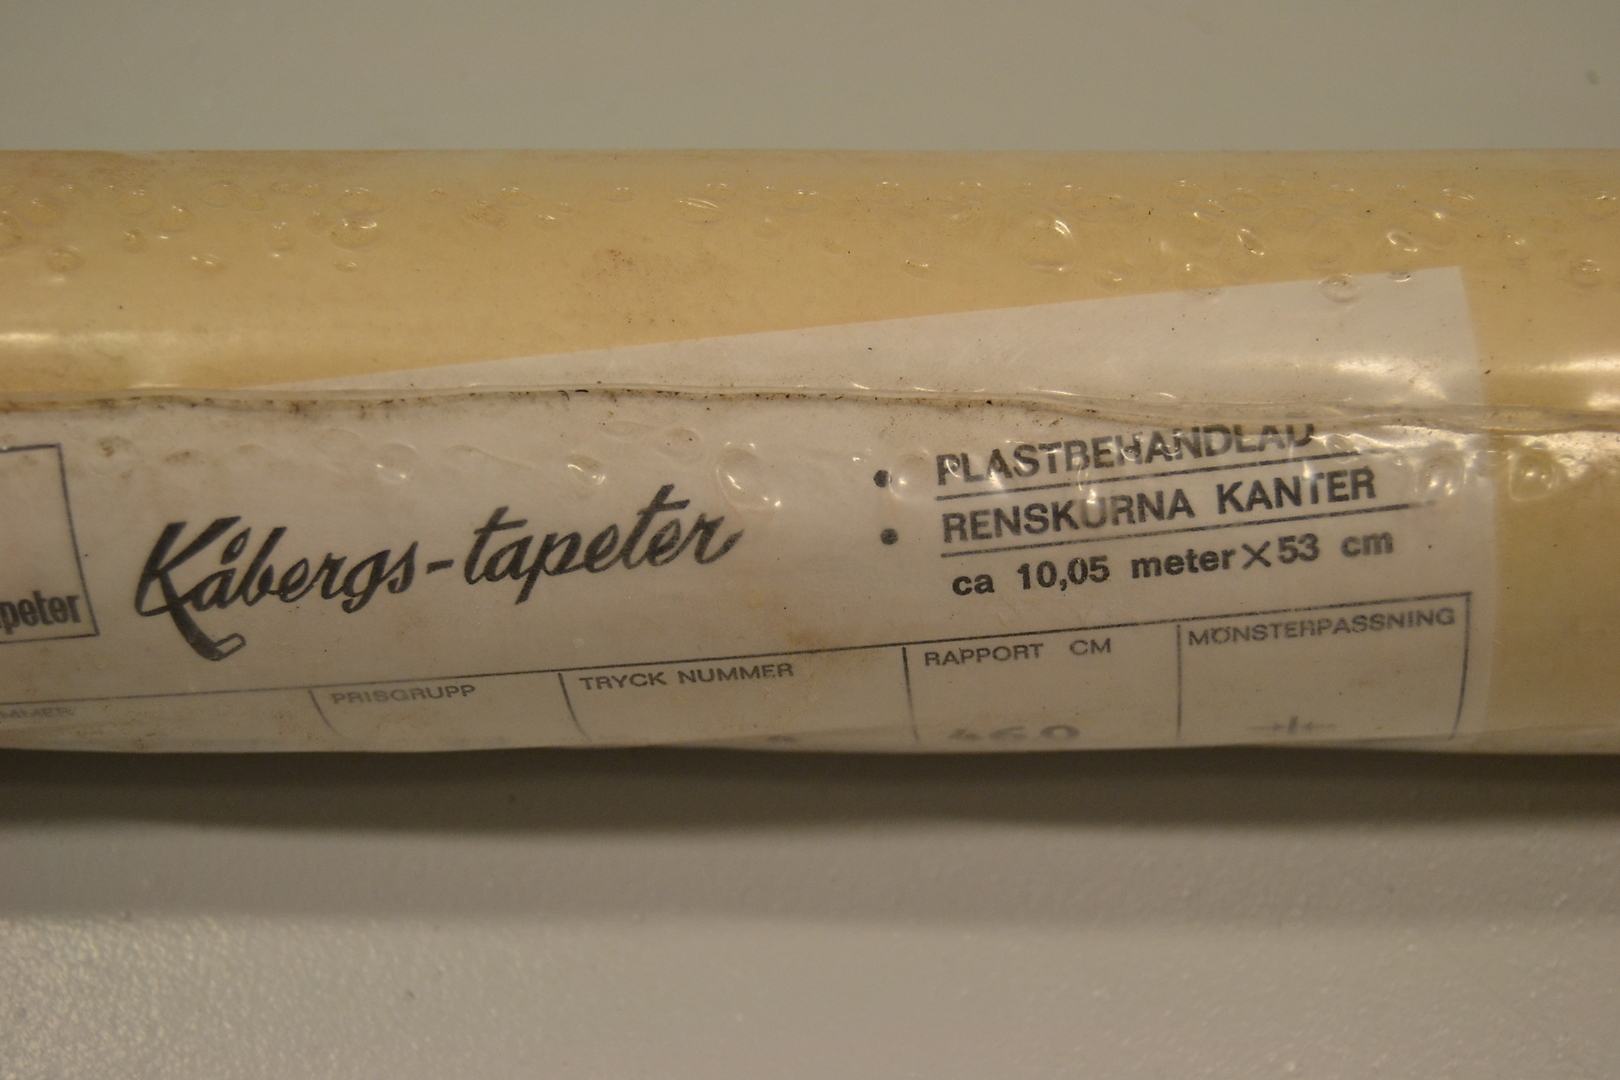 PLASTBEHANDLAD
RENSKURNA KANTER
ca 10,05 meter×53 cm
Kåbergs-tapeter
peter
PRISGRUPP
TRYCK NUMMER
RAPPORT CM
MÖNSTERPASSNING